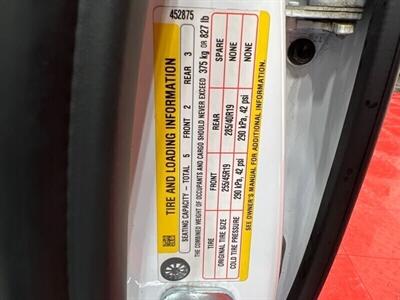 452875
TIRE AND LOADING INFORMATION
SEATING CAPACITY - TOTAL 5 FRONT 2 REAR 3
THE COMBINED WEIGHT OF OCCUPANTS AND CARGO SHOULD NEVER EXCEED 375 kg OR 827 lb
TIRE FRONT REAR SPARE
ORIGINAL TIRE SIZE 255/45R19 285/40R19 NONE
COLD TIRE PRESSURE 290 kPa, 42 psi 290 kPa, 42 psi NONE
SEE OWNER'S MANUAL FOR ADDITIONAL INFORMATION.